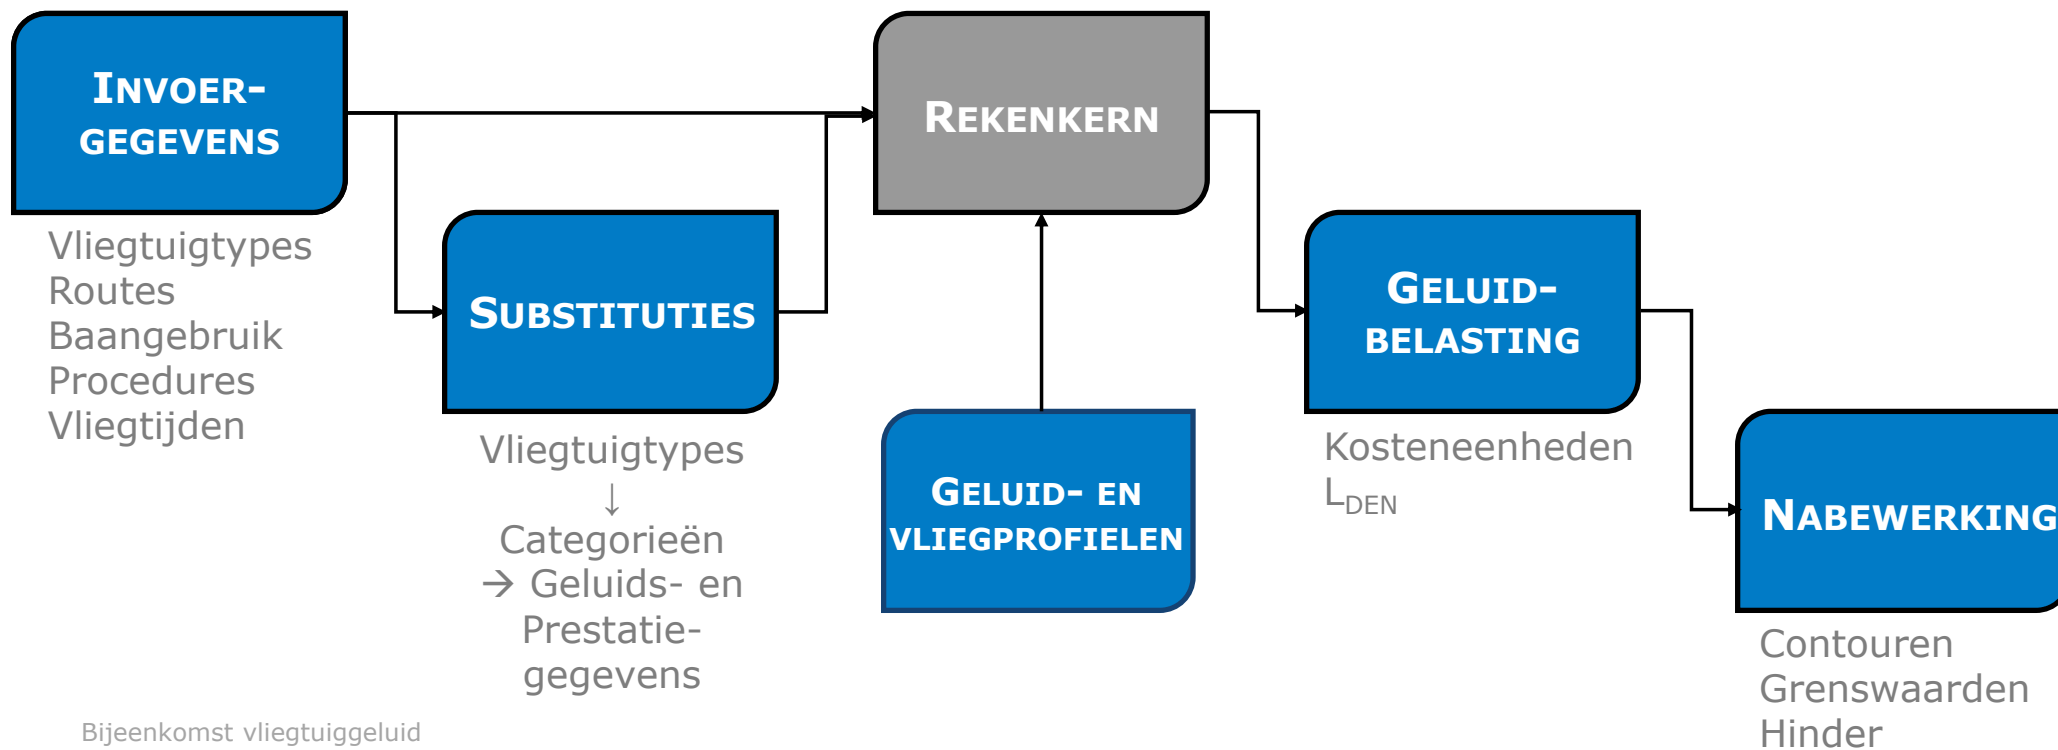 INVOER-
GEGEVENS
Vliegtuigtypes
Routes
Baangebruik
Procedures
Vliegtijden
SUBSTITUTIES
Vliegtuigtypes
↓
Categorieën
→ Geluids- en
Prestatie-
gegevens
REKENKERN
GELUID- EN
VLIEGPROFIELEN
GELUID-
BELASTING
Kosteneenheden
LDEN
NABEWERKING
Contouren
Grenswaarden
Hinder
Bijeenkomst vliegtuiggeluid